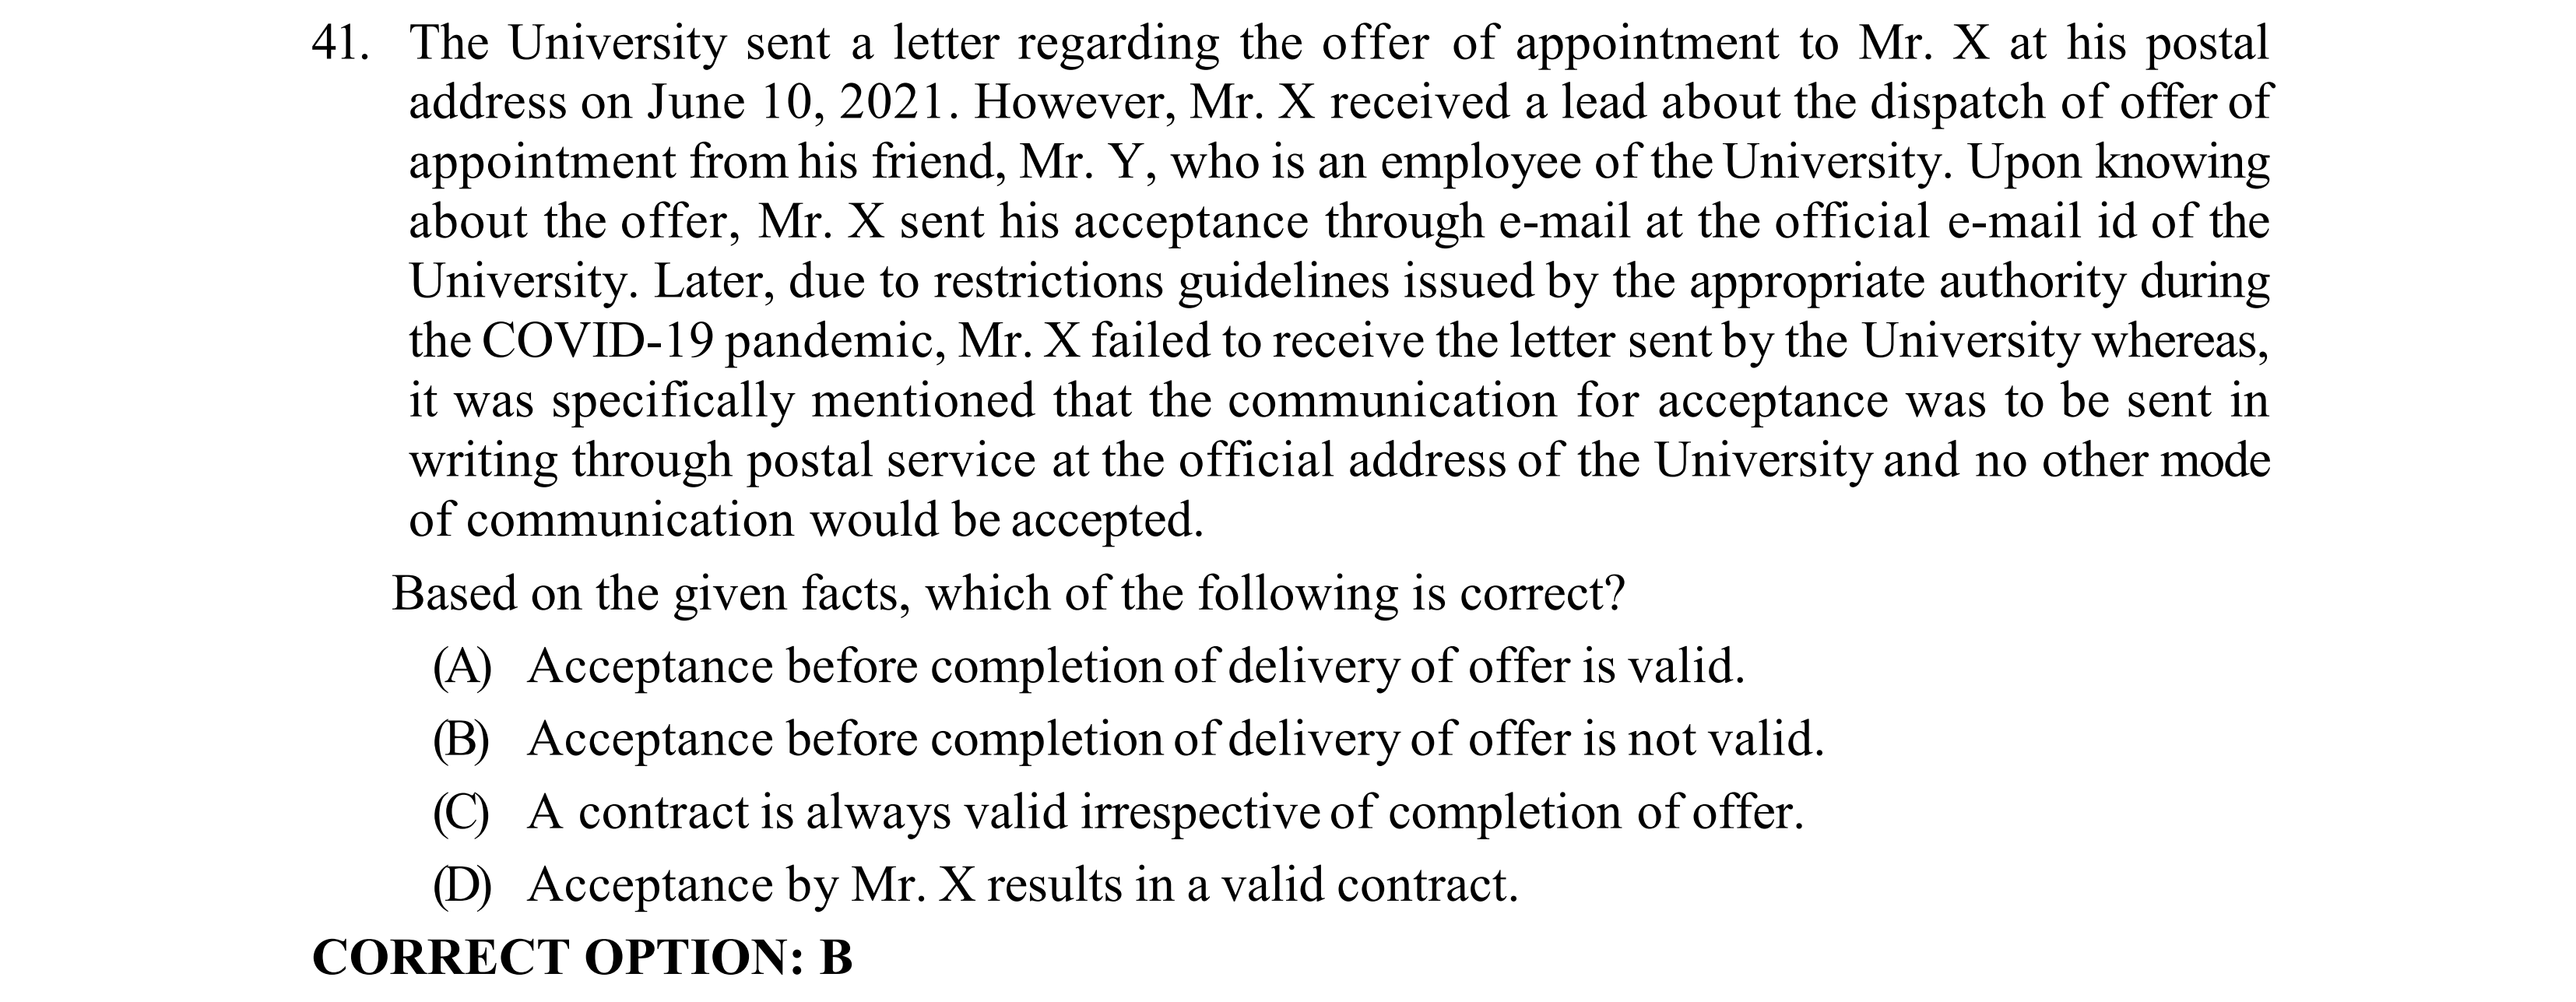 41. The University sent a letter regarding the offer of appointment to Mr. X at his postal
address on June 10, 2021. However, Mr. X received a lead about the dispatch of offer of
appointment from his friend, Mr. Y, who is an employee of the University. Upon knowing
about the offer, Mr. X sent his acceptance through e-mail at the official e-mail id of the
University. Later, due to restrictions guidelines issued by the appropriate authority during
the COVID-19 pandemic, Mr. X failed to receive the letter sent by the University whereas,
it was specifically mentioned that the communication for acceptance was to be sent in
writing through postal service at the official address of the University and no other mode
of communication would be accepted.
Based on the given facts, which of the following is correct?
(A) Acceptance before completion of delivery of offer is valid.
(B) Acceptance before completion of delivery of offer is not valid.
(C) A contract is always valid irrespective of completion of offer.
(D) Acceptance by Mr. X results in a valid contract.
CORRECT OPTION: B